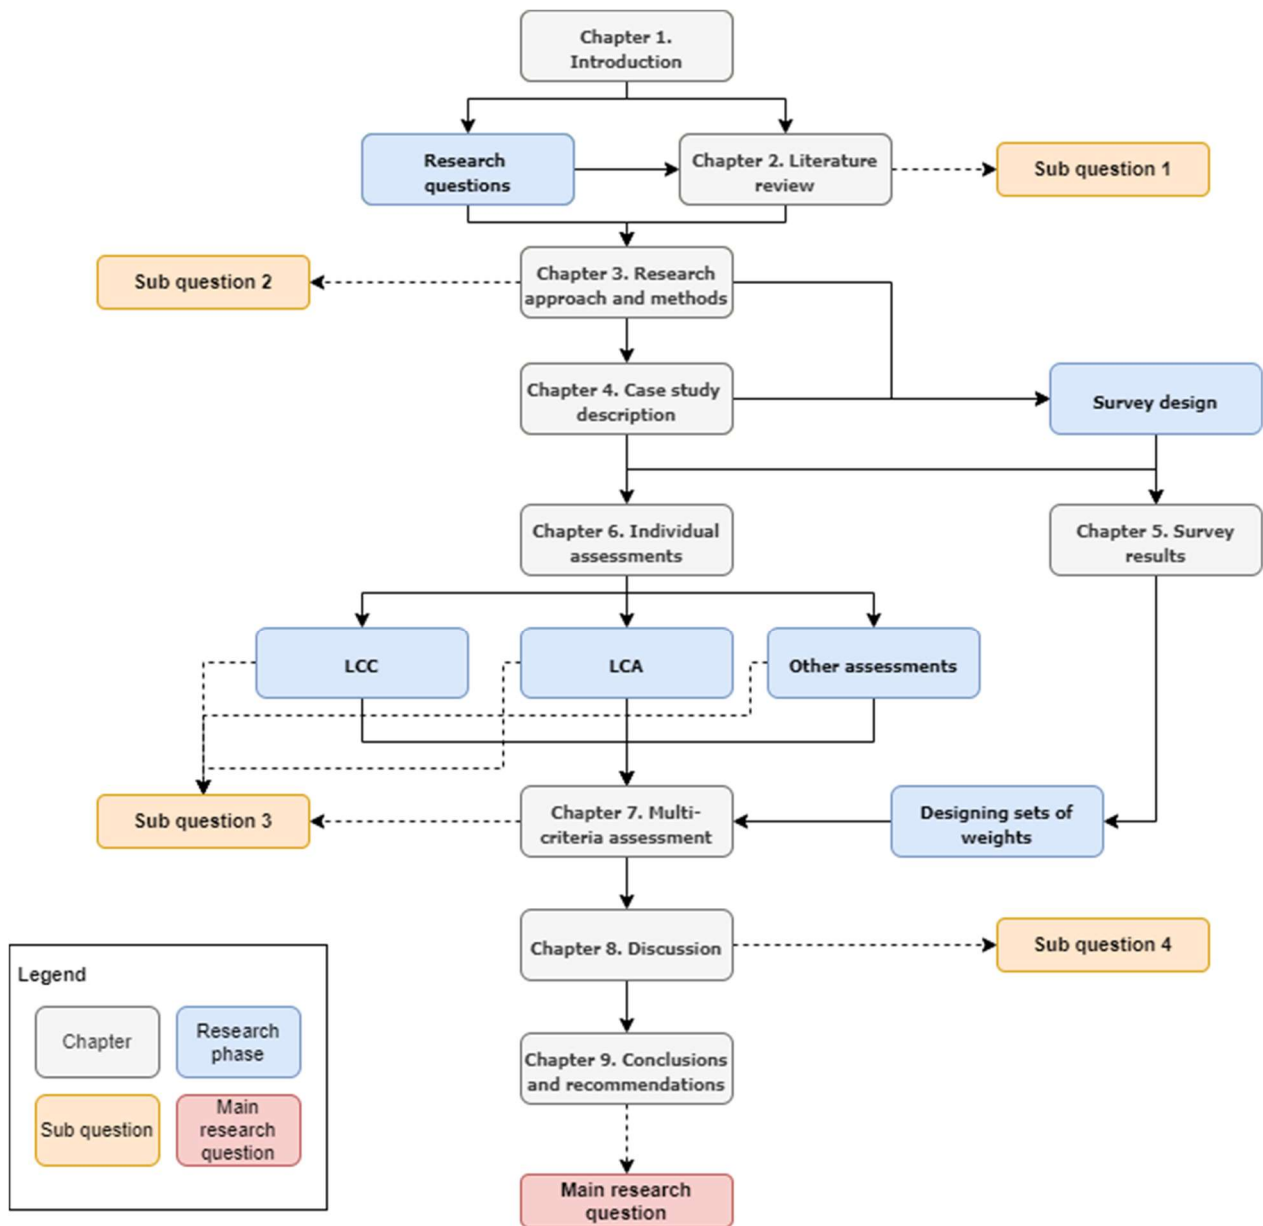 Chapter 1.
Introduction
Research
questions
Chapter 2. Literature
review
Sub question 1
Sub question 2
Chapter 3. Research
approach and methods
Chapter 4. Case study
description
Survey design
Chapter 6. Individual
assessments
Chapter 5. Survey
results
LCC
LCA
Other assessments
Sub question 3
Chapter 7. Multi-
criteria assessment
Designing sets of
weights
Chapter 8. Discussion
Sub question 4
Legend
Chapter
Research
phase
Sub question
Main
research
question
Chapter 9. Conclusions
and recommendations
Main research
question